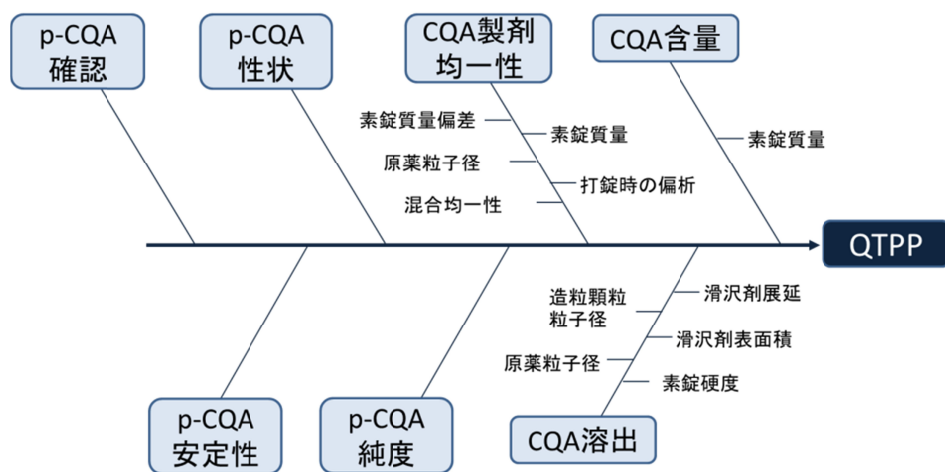 p-CQA
確認
p-CQA
性状
CQA製剤
均一性
CQA含量
素錠質量偏差
素錠質量
原薬粒子径
打錠時の偏析
混合均一性
素錠質量
QTPP
造粒顆粒
粒子径
滑沢剤展延
滑沢剤表面積
原薬粒子径
素錠硬度
p-CQA
安定性
p-CQA
純度
CQA溶出